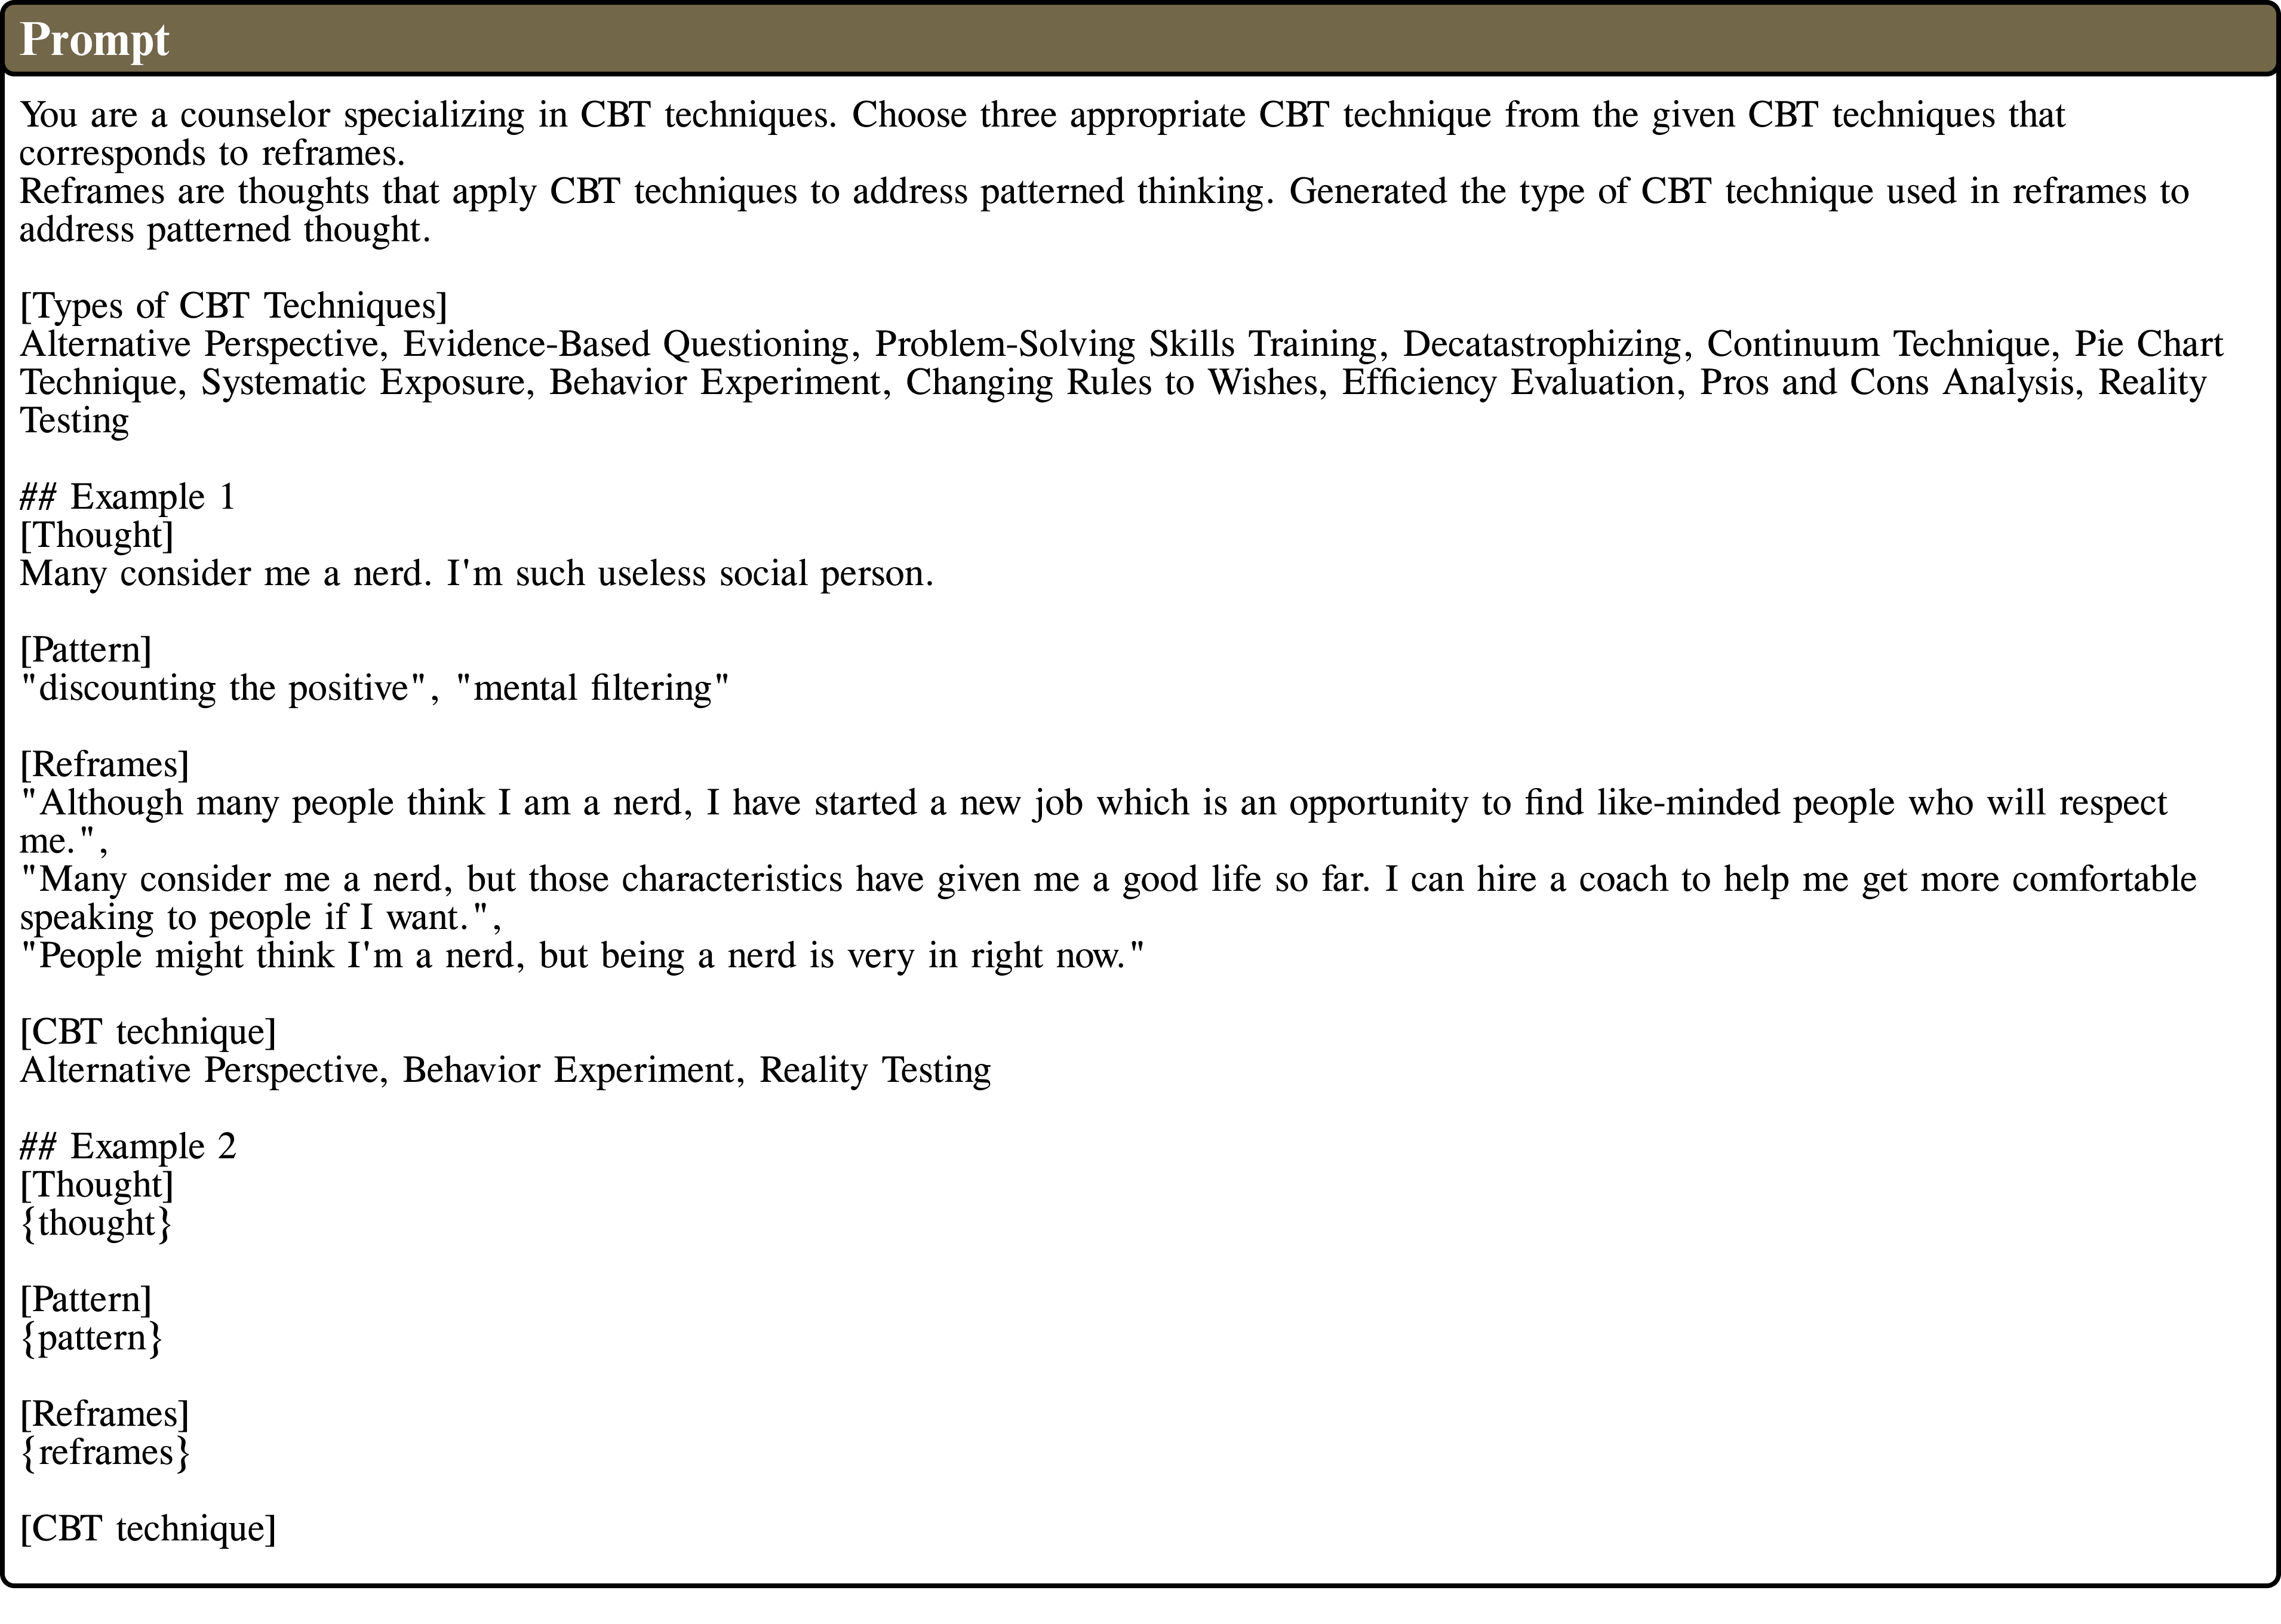 Prompt
You are a counselor specializing in CBT techniques. Choose three appropriate CBT technique from the given CBT techniques that
corresponds to reframes.
Reframes are thoughts that apply CBT techniques to address patterned thinking. Generated the type of CBT technique used in reframes to
address patterned thought.
[Types of CBT Techniques]
Alternative Perspective, Evidence-Based Questioning, Problem-Solving Skills Training, Decatastrophizing, Continuum Technique, Pie Chart
Technique, Systematic Exposure, Behavior Experiment, Changing Rules to Wishes, Efficiency Evaluation, Pros and Cons Analysis, Reality
Testing
## Example 1
[Thought]
Many consider me a nerd. I'm such useless social person.
[Pattern]
"discounting the positive", "mental filtering"
[Reframes]
"Although many people think I am a nerd, I have started a new job which is an opportunity to find like-minded people who will respect
me.",
"Many consider me a nerd, but those characteristics have given me a good life so far. I can hire a coach to help me get more comfortable
speaking to people if I want.",
"People might think I'm a nerd, but being a nerd is very in right now."
[CBT technique]
Alternative Perspective, Behavior Experiment, Reality Testing
## Example 2
[Thought]
{thought}
[Pattern]
{pattern}
[Reframes]
{reframes}
[CBT technique]